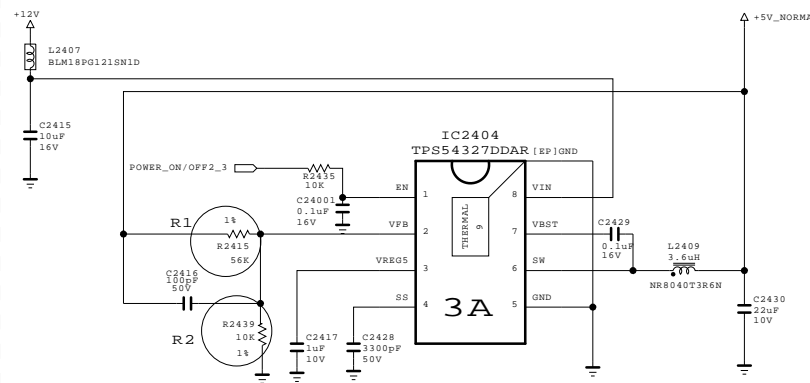 +12V
+5V_NORMA
L2407
BLM18PG121SN1D
C2415
10uF
16V
IC2404
TPS54327DDAR
[EP]GND
POWER_ON/OFF2_3
R2435
10K
C24001
0.1uF
16V
EN
1
8
VIN
THERMAL
9
R1
1%
R2415
56K
VFB
2
7
VBST
C2429
0.1uF
16V
L2409
3.6uH
NR8040T3R6N
VREG5
3
6
SW
C2416
100pF
50V
SS
4
5
GND
3A
C2430
22uF
10V
R2
R2439
10K
1%
C2417
1uF
10V
C2428
3300pF
50V